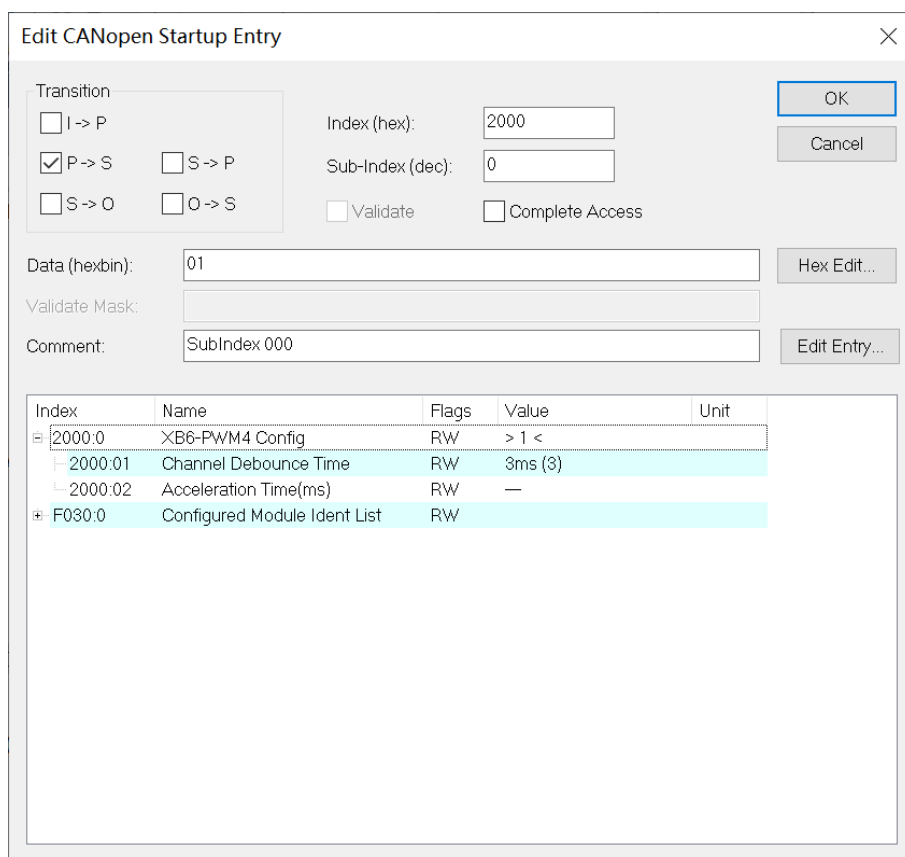 Edit CANopen Startup Entry
Transition
I -> P
P -> S
S -> P
S -> O
O -> S
Index (hex):
2000
Sub-Index (dec):
0
Validate
Complete Access
OK
Cancel
Data (hexbin):
01
Hex Edit...
Validate Mask:
Comment:
SubIndex 000
Edit Entry...
Index Name Flags Value Unit
2000:0 XB6-PWM4 Config RW > 1 <
2000:01 Channel Debounce Time RW 3ms (3)
2000:02 Acceleration Time(ms) RW —
F030:0 Configured Module Ident List RW